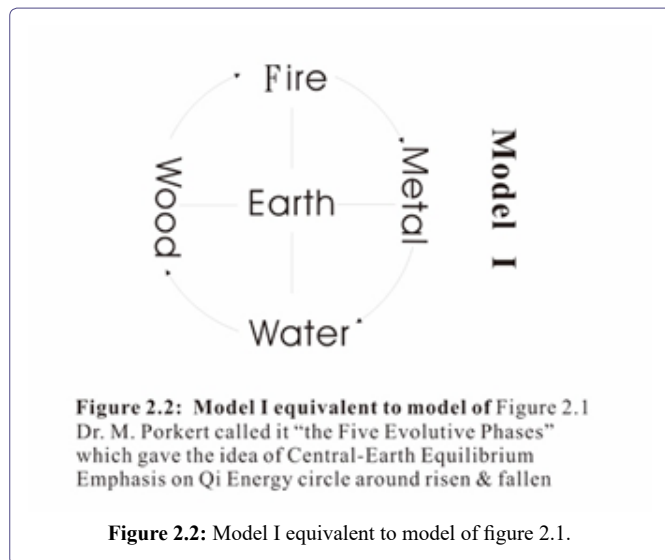 Fire
Wood
Earth
Metal
Water
Model I
Figure 2.2: Model I equivalent to model of Figure 2.1
Dr. M. Porkert called it “the Five Evolutive Phases”
which gave the idea of Central-Earth Equilibrium
Emphasis on Qi Energy circle around risen & fallen
Figure 2.2: Model I equivalent to model of figure 2.1.